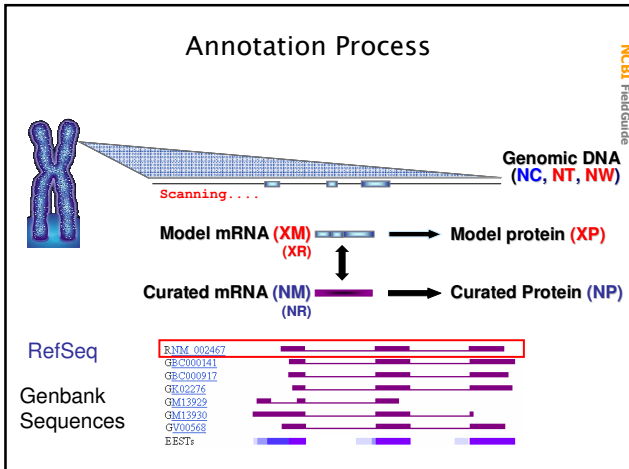 Annotation Process
NCBI FieldGuide
Genomic DNA
(NC, NT, NW)
Scanning....
Model mRNA (XM)
(XR)
Model protein (XP)
Curated mRNA (NM)
(NR)
Curated Protein (NP)
RefSeq
Genbank
Sequences
RNM_002467
GBC000141
GBC000917
GK02276
GM13929
GM13930
GV00568
EESTs